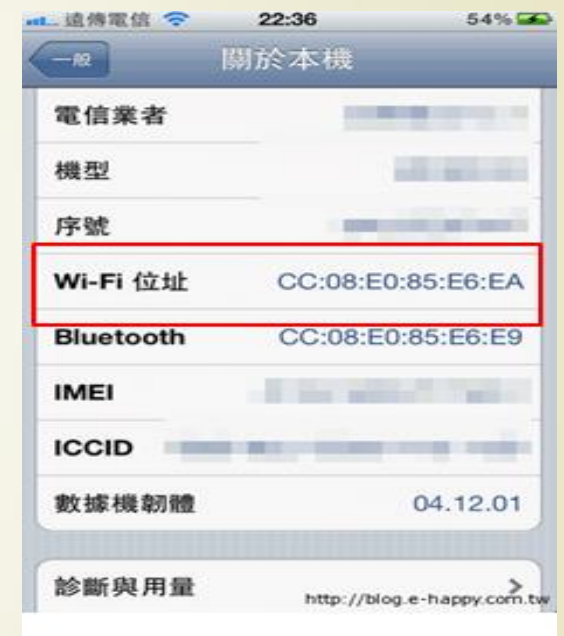 遠傳電信 22:36 54%
一般 關於本機
電信業者
機型
序號
Wi-Fi 位址 CC:08:E0:85:E6:EA
Bluetooth CC:08:E0:85:E6:E9
IMEI
ICCID
數據機韌體 04.12.01
診斷與用量
http://blog.e-happy.com.tw